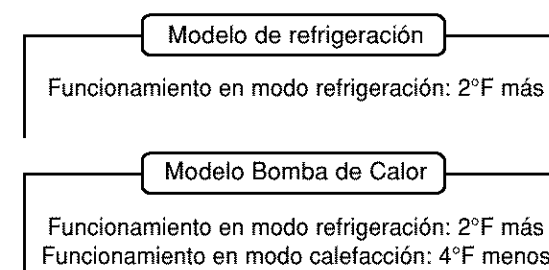 Modelo de refrigeración
Funcionamiento en modo refrigeración: 2°F más
Modelo Bomba de Calor
Funcionamiento en modo refrigeración: 2°F más
Funcionamiento en modo calefacción: 4°F menos